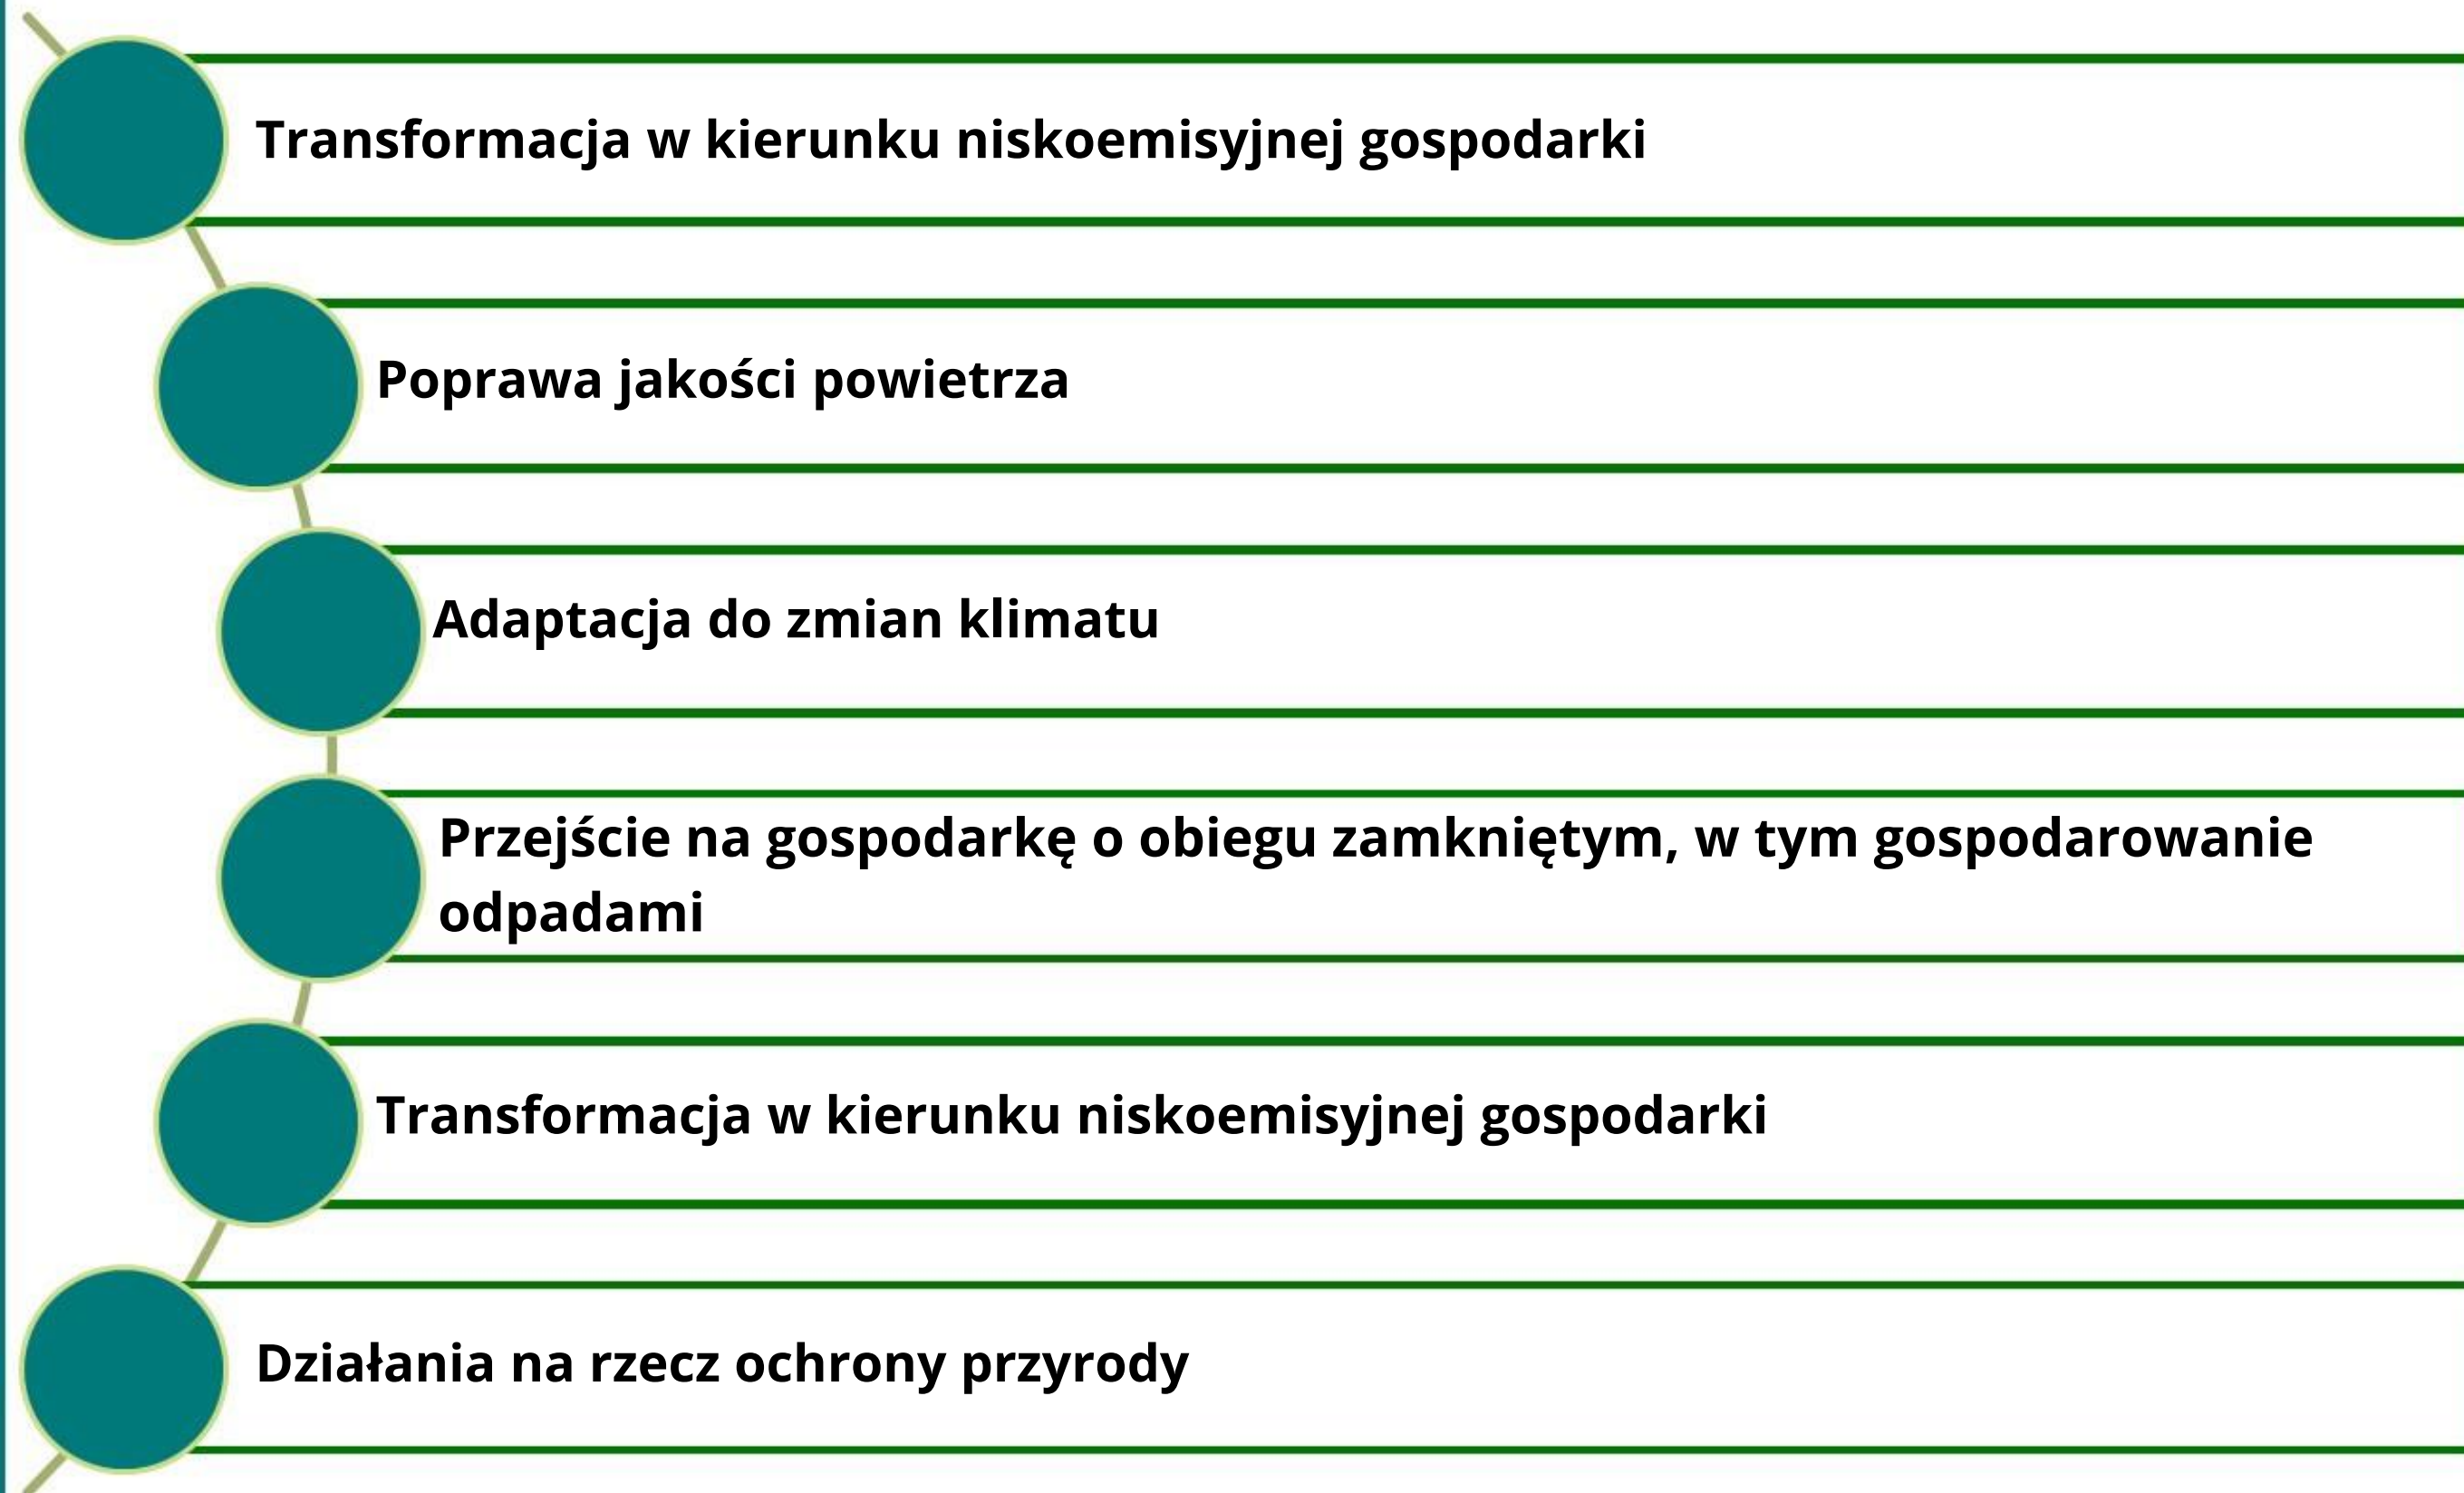 Transformacja w kierunku niskoemisyjnej gospodarki
Poprawa jakości powietrza
Adaptacja do zmian klimatu
Przejście na gospodarkę o obiegu zamkniętym, w tym gospodarowanie
odpadami
Transformacja w kierunku niskoemisyjnej gospodarki
Działania na rzecz ochrony przyrody